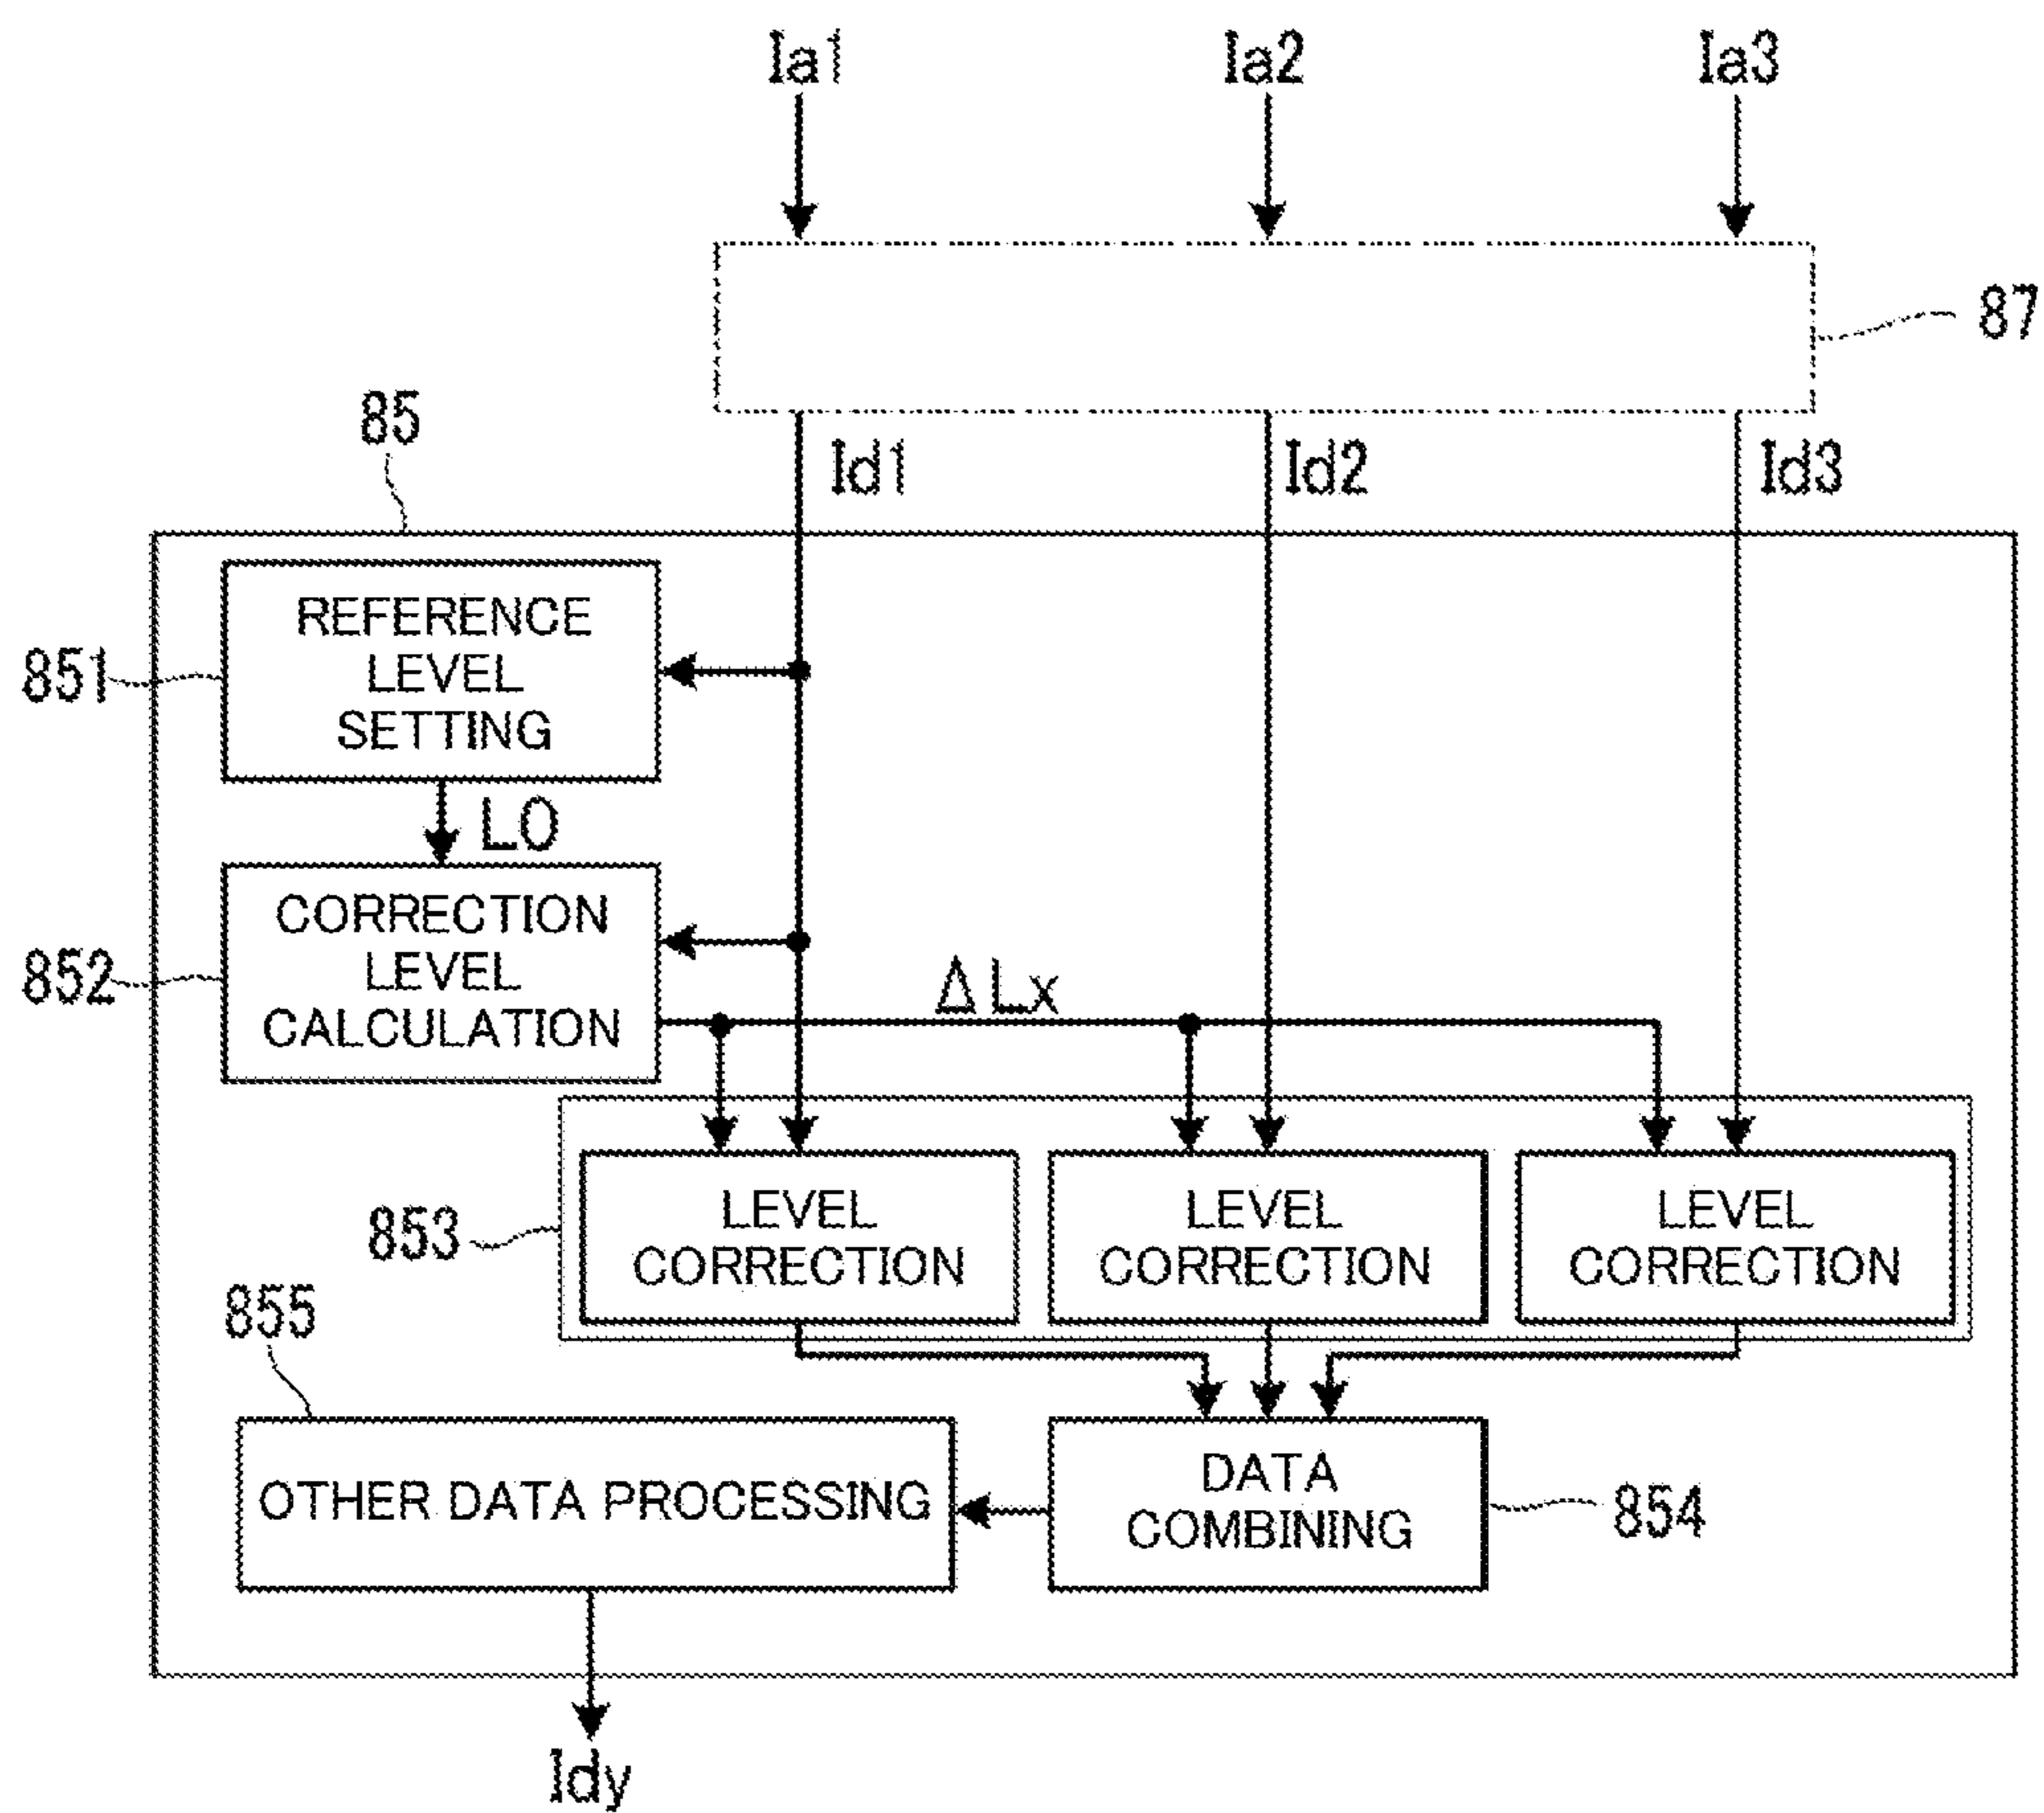 Ia1
Ia2
Ia3
87
85
Id1
Id2
Id3
REFERENCE
LEVEL
SETTING
851
L0
CORRECTION
LEVEL
CALCULATION
852
ΔLx
853
LEVEL
CORRECTION
LEVEL
CORRECTION
LEVEL
CORRECTION
855
OTHER DATA PROCESSING
DATA
COMBINING
854
Idy